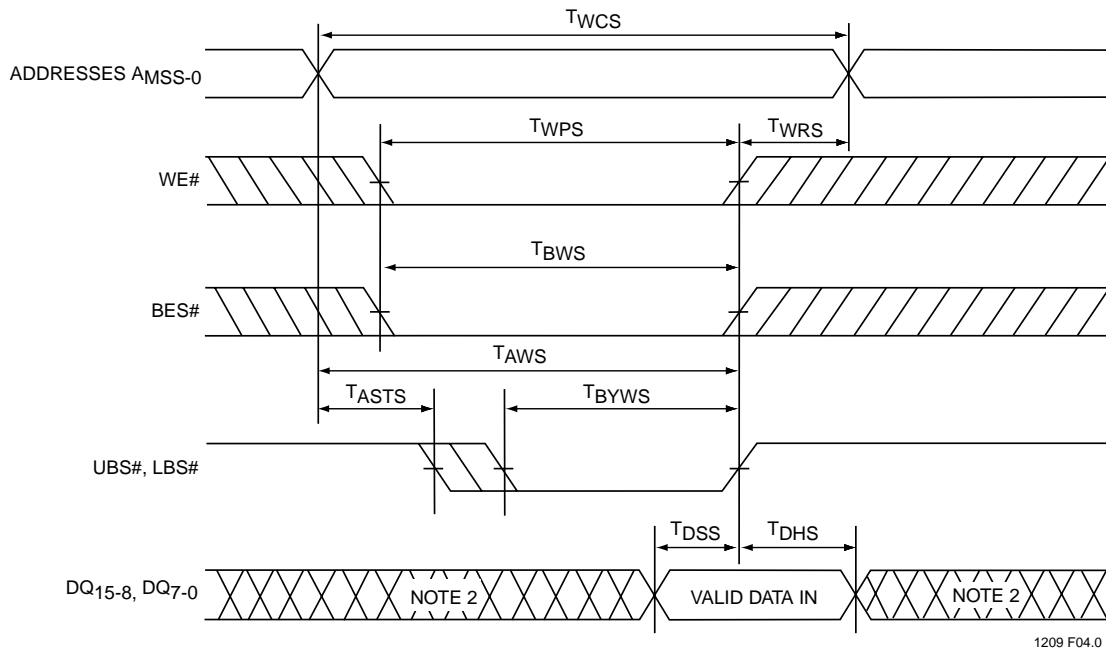 TWCS
ADDRESSES AMSS-0
TWPS
TWRS
WE#
TBWS
BES#
TAWS
TASTS
TBYWS
UBS#, LBS#
TDSS
TDHS
DQ15-8, DQ7-0
NOTE 2
VALID DATA IN
NOTE 2
1209 F04.0